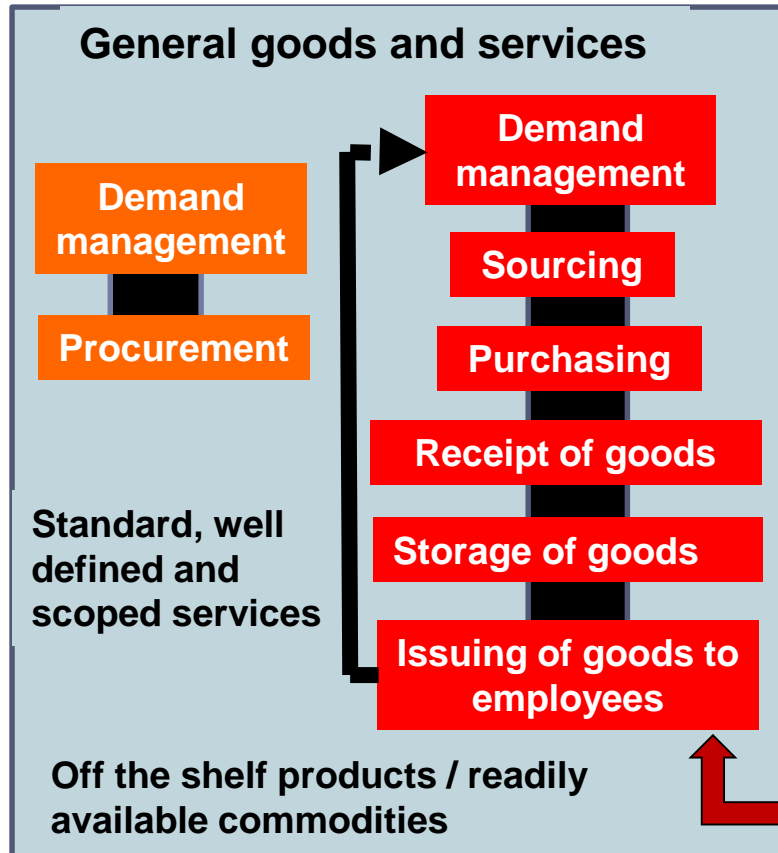 General goods and services
Demand
management
Procurement
Standard, well
defined and
scoped services
Demand
management
Sourcing
Purchasing
Receipt of goods
Storage of goods
Issuing of goods to
employees
Off the shelf products / readily
available commodities